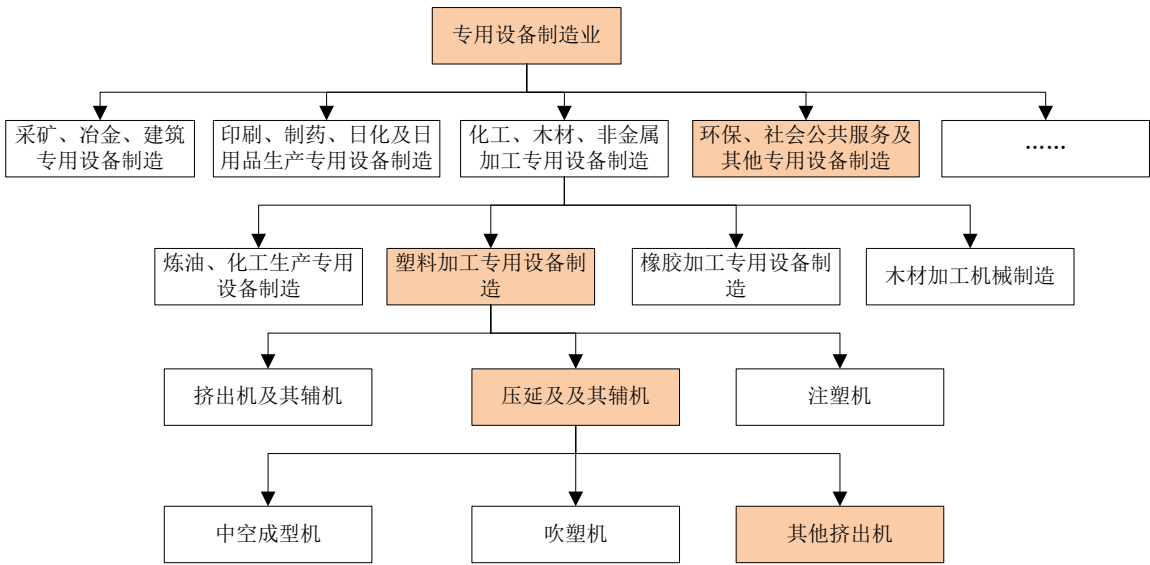 专用设备制造业
采矿、冶金、建筑
专用设备制造
印刷、制药、日化及日
用品生产专用设备制造
化工、木材、非金属
加工专用设备制造
环保、社会公共服务及
其他专用设备制造
……
炼油、化工生产专用
设备制造
塑料加工专用设备制
造
橡胶加工专用设备制
造
木材加工机械制造
挤出机及其辅机
压延及及其辅机
注塑机
中空成型机
吹塑机
其他挤出机